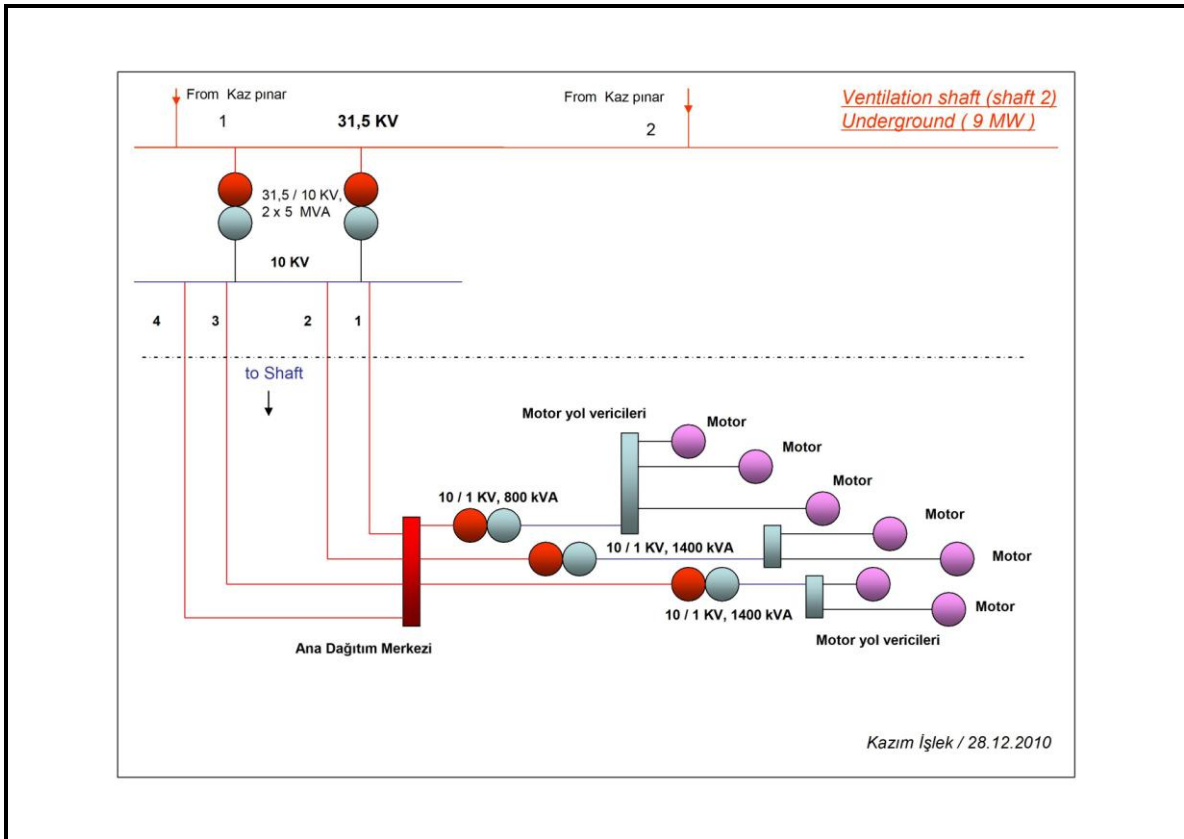 From Kaz pınar
1
31,5 KV
From Kaz pınar
2
Ventilation shaft (shaft 2)
Underground ( 9 MW )
31,5 / 10 KV,
2 x 5 MVA
10 KV
4
3
2
1
to Shaft
Motor yol vericileri
Motor
Motor
Motor
10 / 1 KV, 800 kVA
Motor
10 / 1 KV, 1400 kVA
Motor
Motor
10 / 1 KV, 1400 kVA
Motor yol vericileri
Ana Dağıtım Merkezi
Kazım İşlek / 28.12.2010